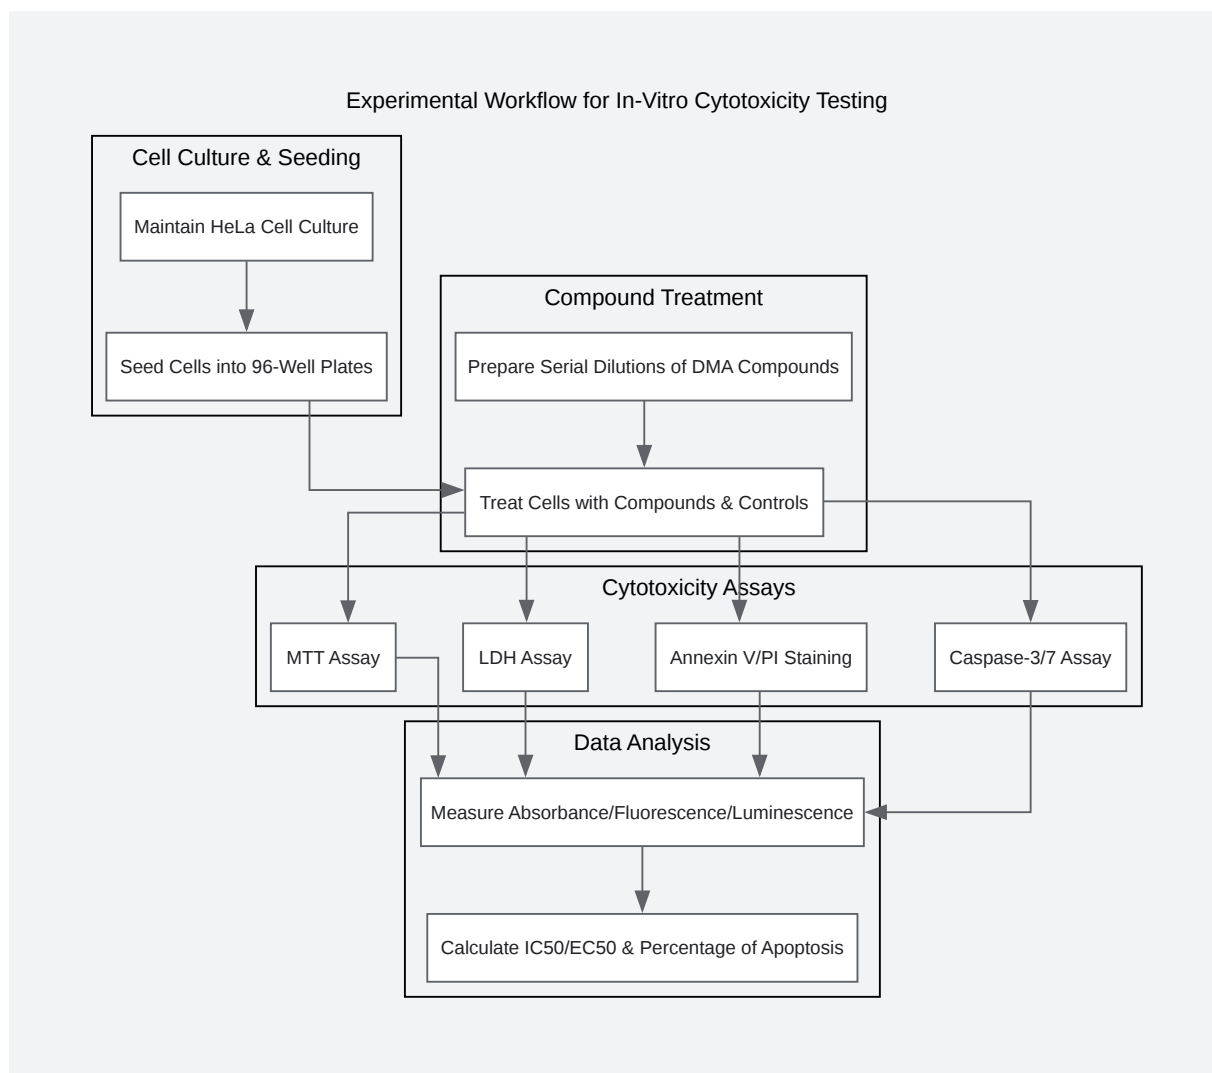 Experimental Workflow for In-Vitro Cytotoxicity Testing
Cell Culture & Seeding
Maintain HeLa Cell Culture
Seed Cells into 96-Well Plates
Compound Treatment
Prepare Serial Dilutions of DMA Compounds
Treat Cells with Compounds & Controls
Cytotoxicity Assays
MTT Assay
LDH Assay
Annexin V/PI Staining
Caspase-3/7 Assay
Data Analysis
Measure Absorbance/Fluorescence/Luminescence
Calculate IC50/EC50 & Percentage of Apoptosis